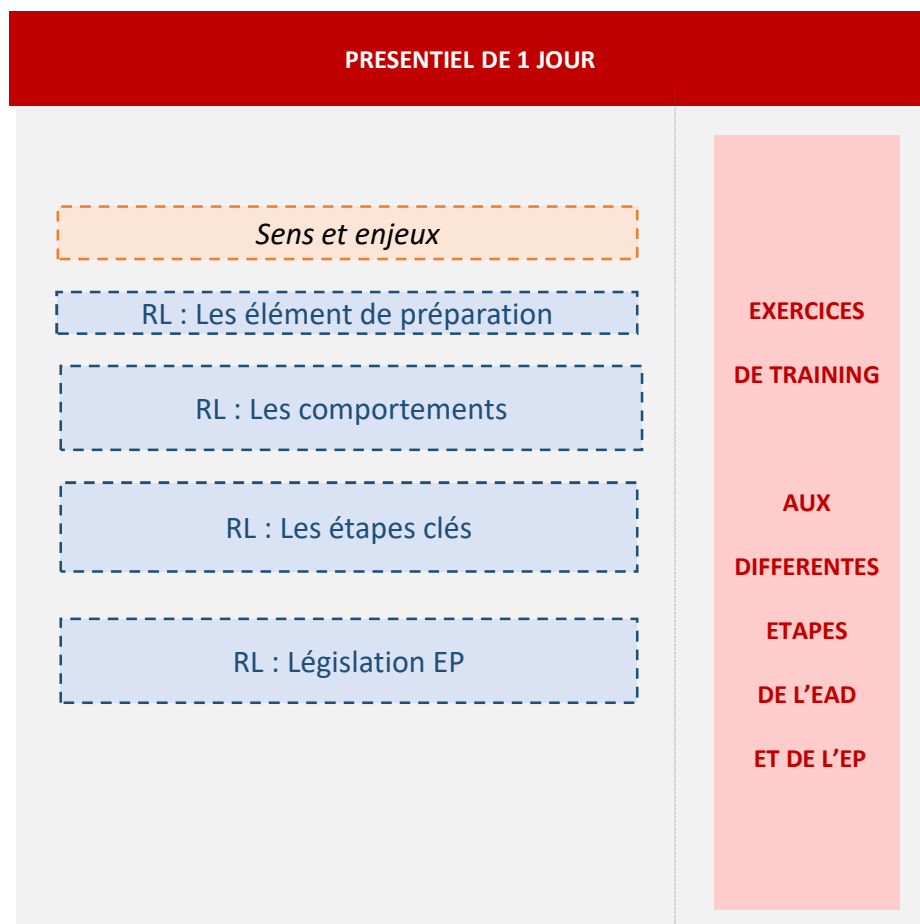 PRESENTIEL DE 1 JOUR
Sens et enjeux
RL : Les élément de préparation
RL : Les comportements
RL : Les étapes clés
RL : Législation EP
EXERCICES
DE TRAINING
AUX
DIFFERENTES
ETAPES
DE L’EAD
ET DE L’EP